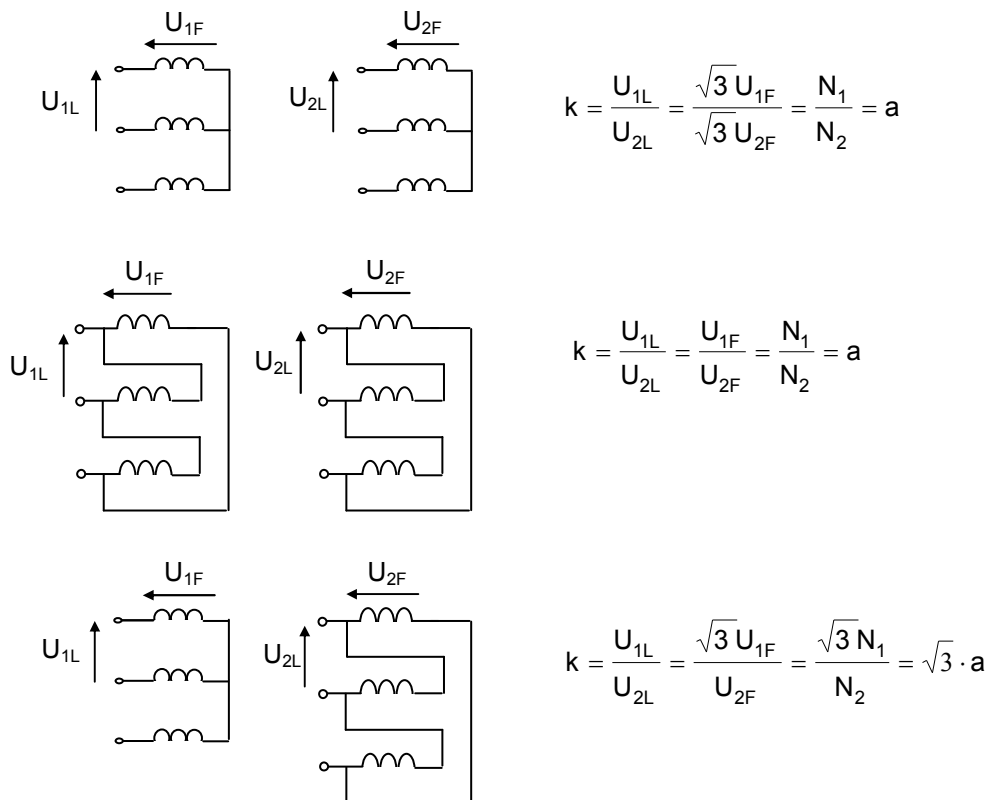 U1F U2F
U1L U2L
k = U1L / U2L = √3 U1F / √3 U2F = N1 / N2 = a
U1F U2F
U1L U2L
k = U1L / U2L = U1F / U2F = N1 / N2 = a
U1F U2F
U1L U2L
k = U1L / U2L = √3 U1F / U2F = √3 N1 / N2 = √3 · a